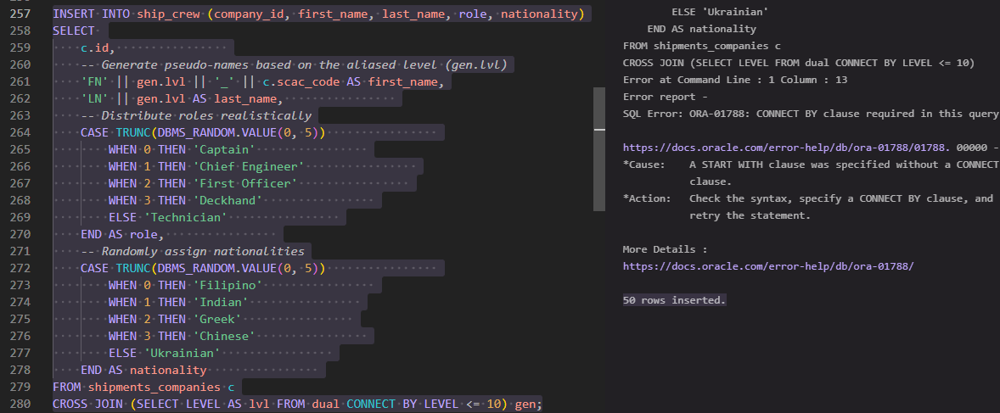 257 INSERT INTO ship_crew (company_id, first_name, last_name, role, nationality)
258 SELECT
259 c.id,
260 -- Generate pseudo-names based on the aliased level (gen.lvl)
261 'FN' || gen.lvl || '_' || c.scac_code AS first_name,
262 'LN' || gen.lvl AS last_name,
263 -- Distribute roles realistically
264 CASE TRUNC(DBMS_RANDOM.VALUE(0, 5))
265 WHEN 0 THEN 'Captain'
266 WHEN 1 THEN 'Chief Engineer'
267 WHEN 2 THEN 'First Officer'
268 WHEN 3 THEN 'Deckhand'
269 ELSE 'Technician'
270 END AS role,
271 -- Randomly assign nationalities
272 CASE TRUNC(DBMS_RANDOM.VALUE(0, 5))
273 WHEN 0 THEN 'Filipino'
274 WHEN 1 THEN 'Indian'
275 WHEN 2 THEN 'Greek'
276 WHEN 3 THEN 'Chinese'
277 ELSE 'Ukrainian'
278 END AS nationality
279 FROM shipments_companies c
280 CROSS JOIN (SELECT LEVEL AS lvl FROM dual CONNECT BY LEVEL <= 10) gen;
ELSE 'Ukrainian'
END AS nationality
FROM shipments_companies c
CROSS JOIN (SELECT LEVEL FROM dual CONNECT BY LEVEL <= 10)
Error at Command Line : 1 Column : 13
Error report -
SQL Error: ORA-01788: CONNECT BY clause required in this query
https://docs.oracle.com/error-help/db/ora-01788/01788. 00000 -
*Cause: A START WITH clause was specified without a CONNECT
clause.
*Action: Check the syntax, specify a CONNECT BY clause, and
retry the statement.
More Details :
https://docs.oracle.com/error-help/db/ora-01788/
50 rows inserted.